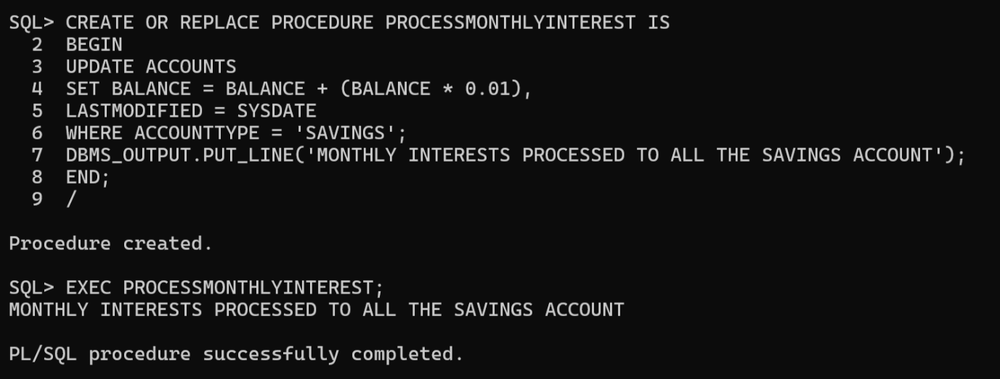 SQL> CREATE OR REPLACE PROCEDURE PROCESSMONTHLYINTEREST IS
  2  BEGIN
  3  UPDATE ACCOUNTS
  4  SET BALANCE = BALANCE + (BALANCE * 0.01),
  5  LASTMODIFIED = SYSDATE
  6  WHERE ACCOUNTTYPE = 'SAVINGS';
  7  DBMS_OUTPUT.PUT_LINE('MONTHLY INTERESTS PROCESSED TO ALL THE SAVINGS ACCOUNT');
  8  END;
  9  /
Procedure created.
SQL> EXEC PROCESSMONTHLYINTEREST;
MONTHLY INTERESTS PROCESSED TO ALL THE SAVINGS ACCOUNT
PL/SQL procedure successfully completed.